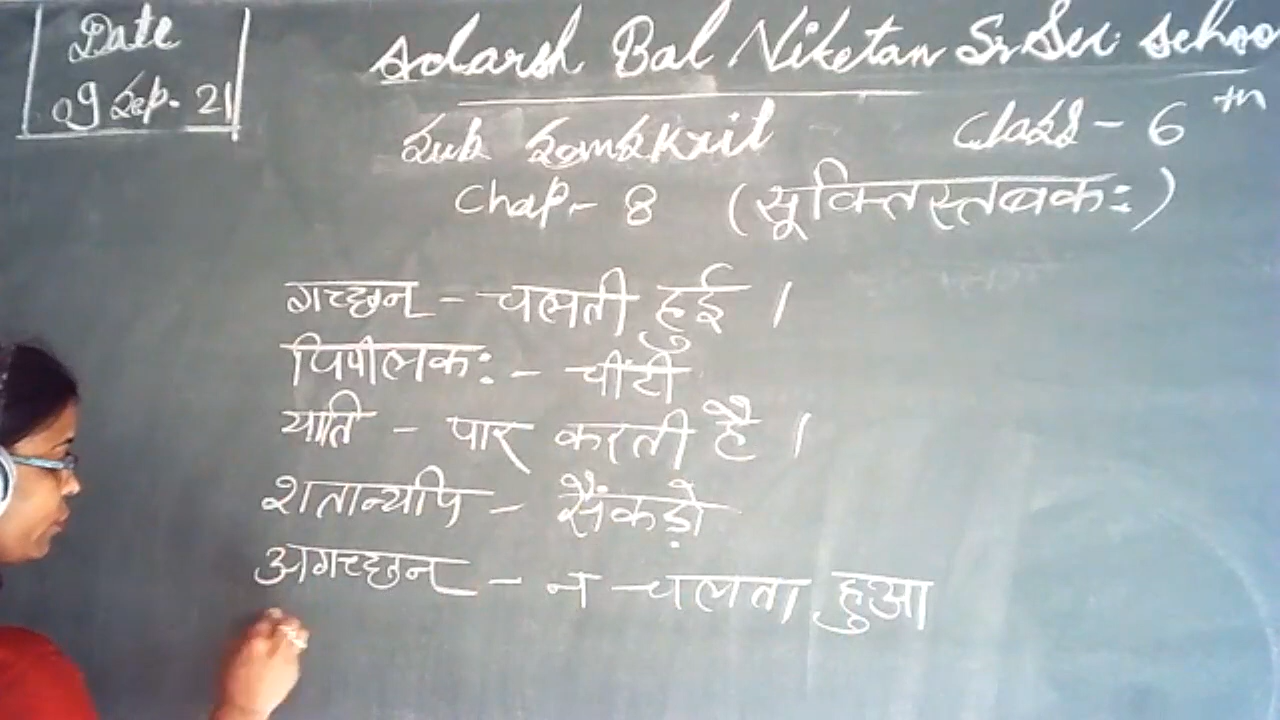 Date
09 Sep. 21
Adarsh Bal Niketan Sr Sec. School
Sub Samskrit Class - 6th
Chap - 8 (सूक्तिस्तबकः)
गच्छन् - चलती हुई ।
पिपीलकः - चींटी
याति - पार करती है ।
शतान्यपि - सैंकड़ो
अगच्छन् - न चलता हुआ